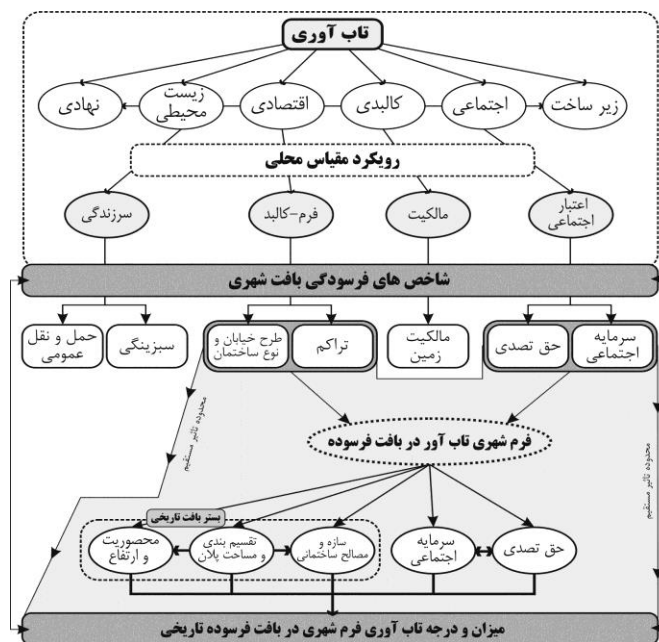 تاب آوری
زیر ساخت
اجتماعی
کالبدی
اقتصادی
زیست
محیطی
نهادی
رویکرد مقیاس محلی
اعتبار
اجتماعی
مالکیت
فرم-کالبد
سرزندگی
شاخص های فرسودگی بافت شهری
سرمایه
اجتماعی
حق تصدی
مالکیت
زمین
تراکم
طرح خیابان و
نوع ساختمان
سبزینگی
حمل و نقل
عمومی
محدوده تاثیر مستقیم
محدوده تاثیر مستقیم
فرم شهری تاب آور در بافت فرسوده
بستر بافت تاریخی
حق تصدی
سرمایه
اجتماعی
سازه و
مصالح ساختمانی
تقسیم بندی
و مساحت پلان
محصوریت
و ارتفاع
میزان و درجه تاب آوری فرم شهری در بافت فرسوده تاریخی